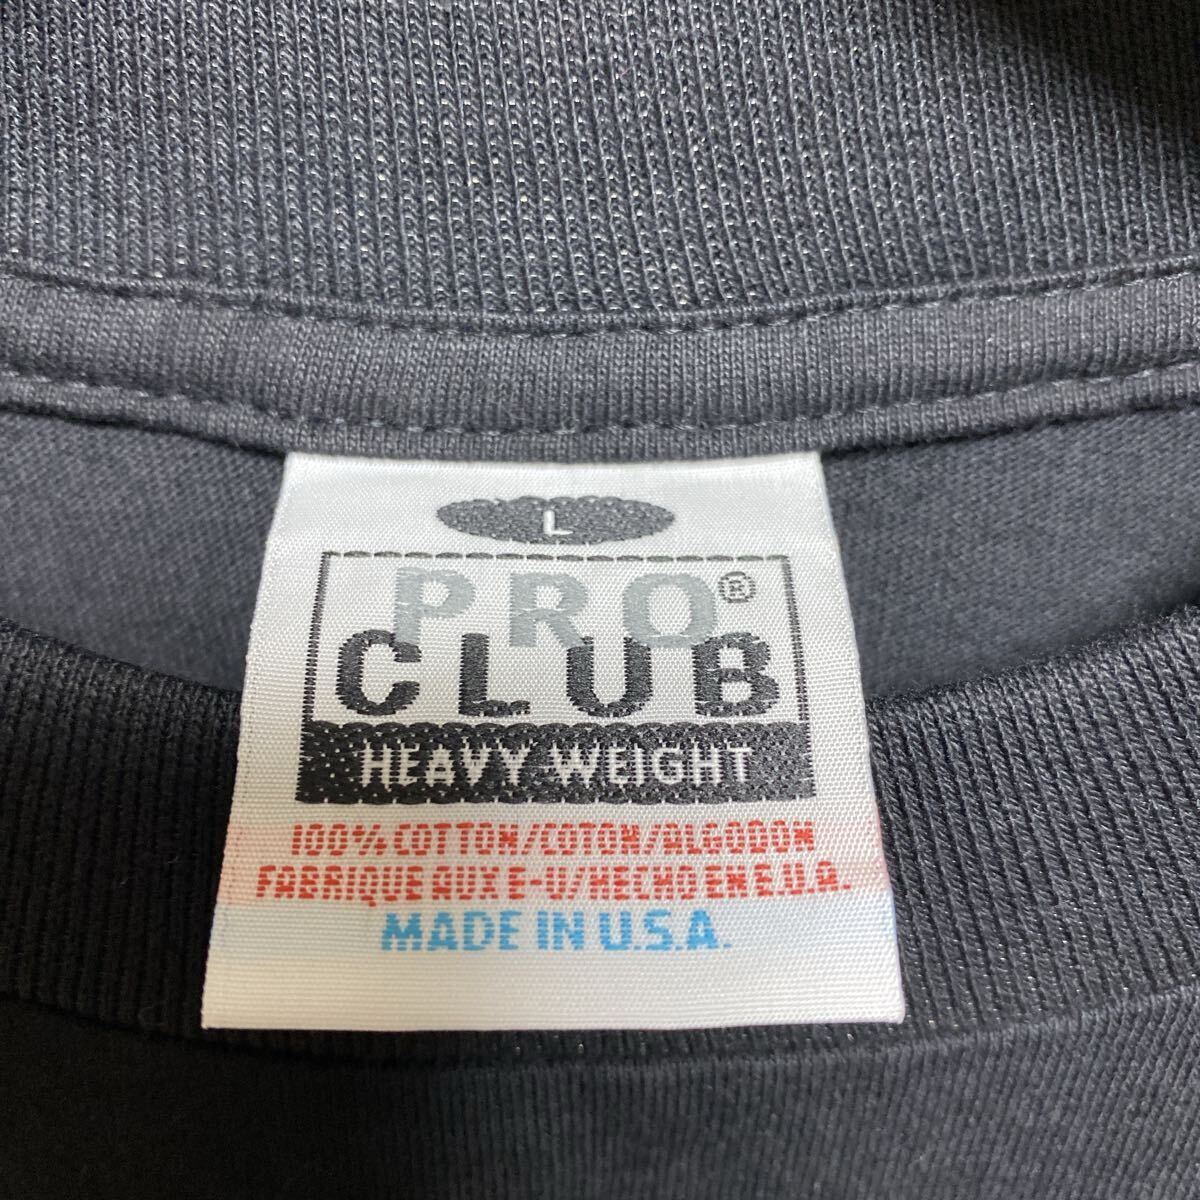 L
PRO®
CLUB
HEAVY WEIGHT
100% COTTON/COTON/ALGODON
FABRIQUE AUX E-U/HECHO EN E.U.A.
MADE IN U.S.A.